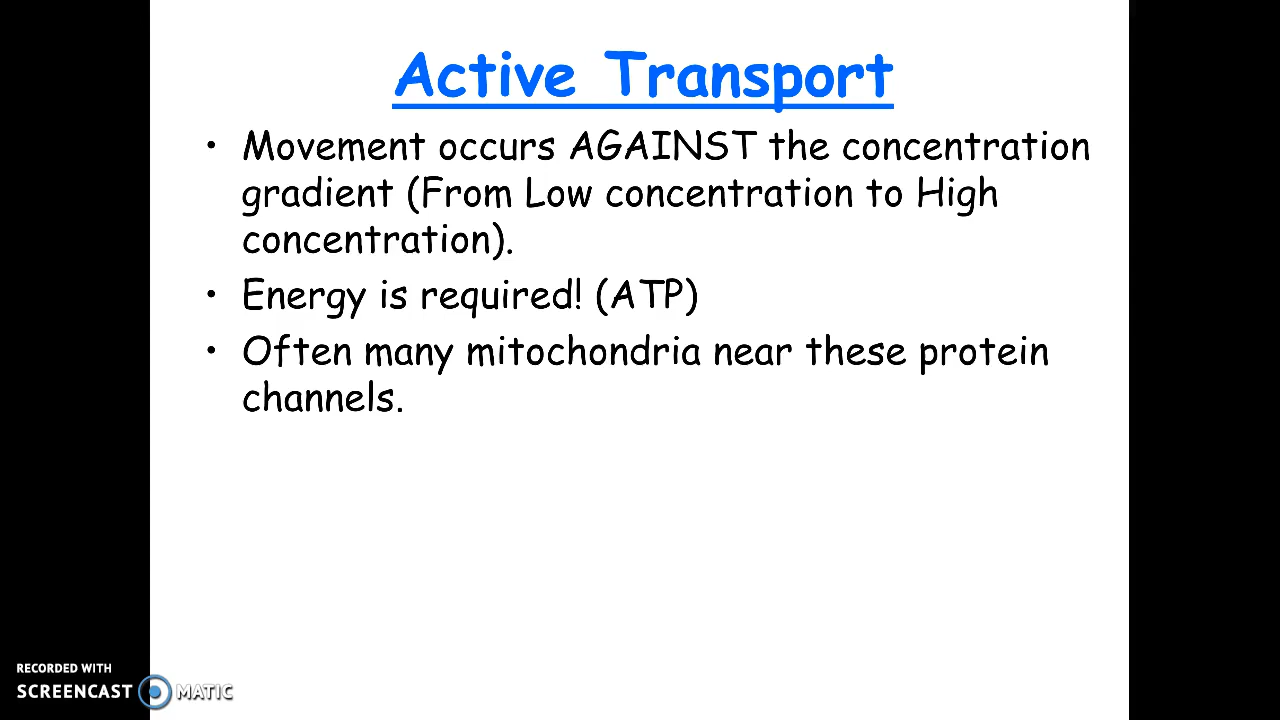 Active Transport
• Movement occurs AGAINST the concentration
gradient (From Low concentration to High
concentration).
• Energy is required! (ATP)
• Often many mitochondria near these protein
channels.
RECORDED WITH
SCREENCAST MATIC